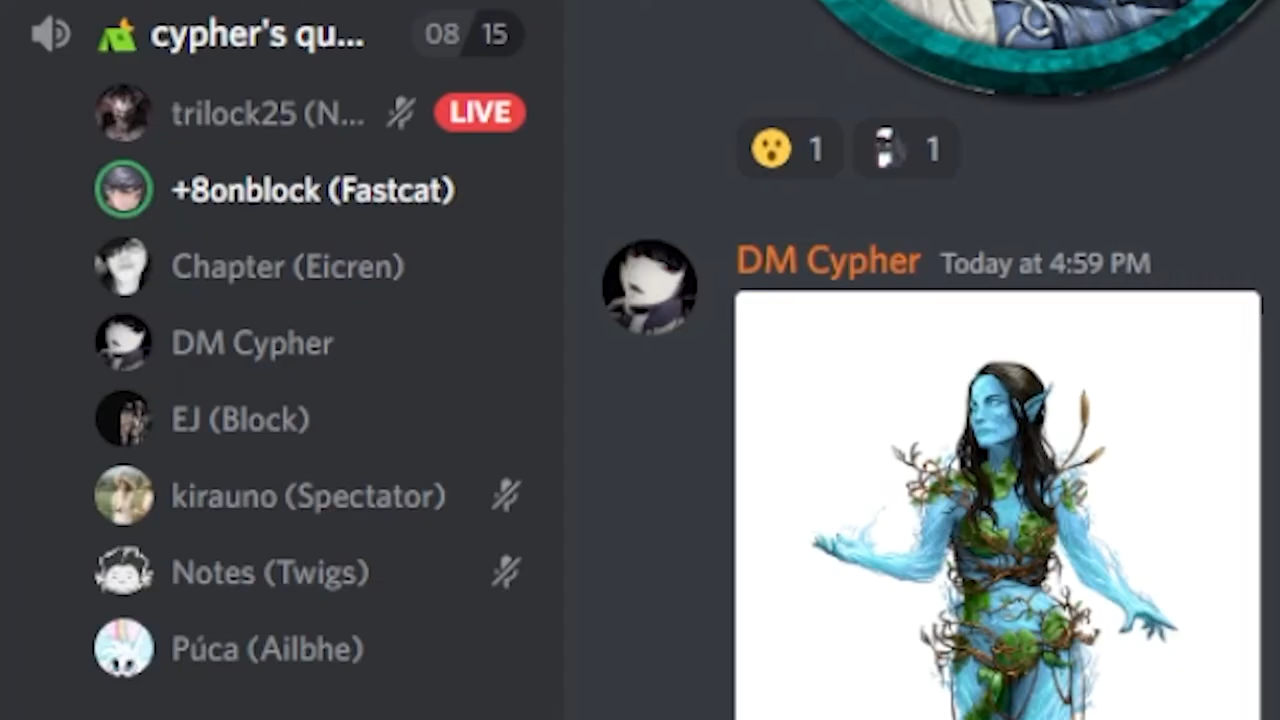 cypher's qu... 08 15
trilock25 (N... LIVE
+8onblock (Fastcat)
Chapter (Eicren)
DM Cypher
EJ (Block)
kirauno (Spectator)
Notes (Twigs)
Púca (Ailbhe)
1 1
DM Cypher Today at 4:59 PM